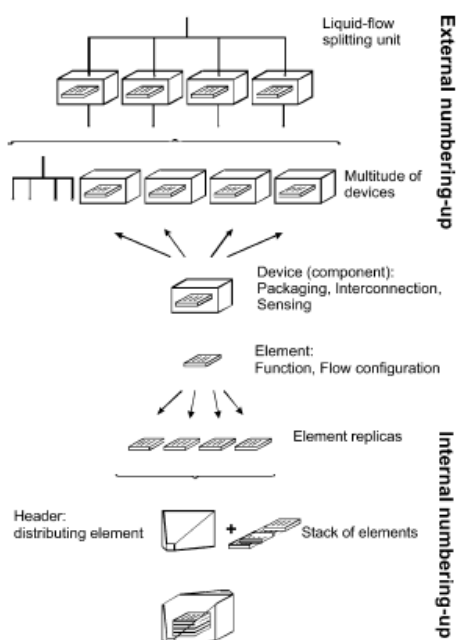 Liquid-flow
splitting unit
External numbering-up
Multitude of
devices
Device (component):
Packaging, Interconnection,
Sensing
Element:
Function, Flow configuration
Element replicas
Internal numbering-up
Header:
distributing element
+
Stack of elements